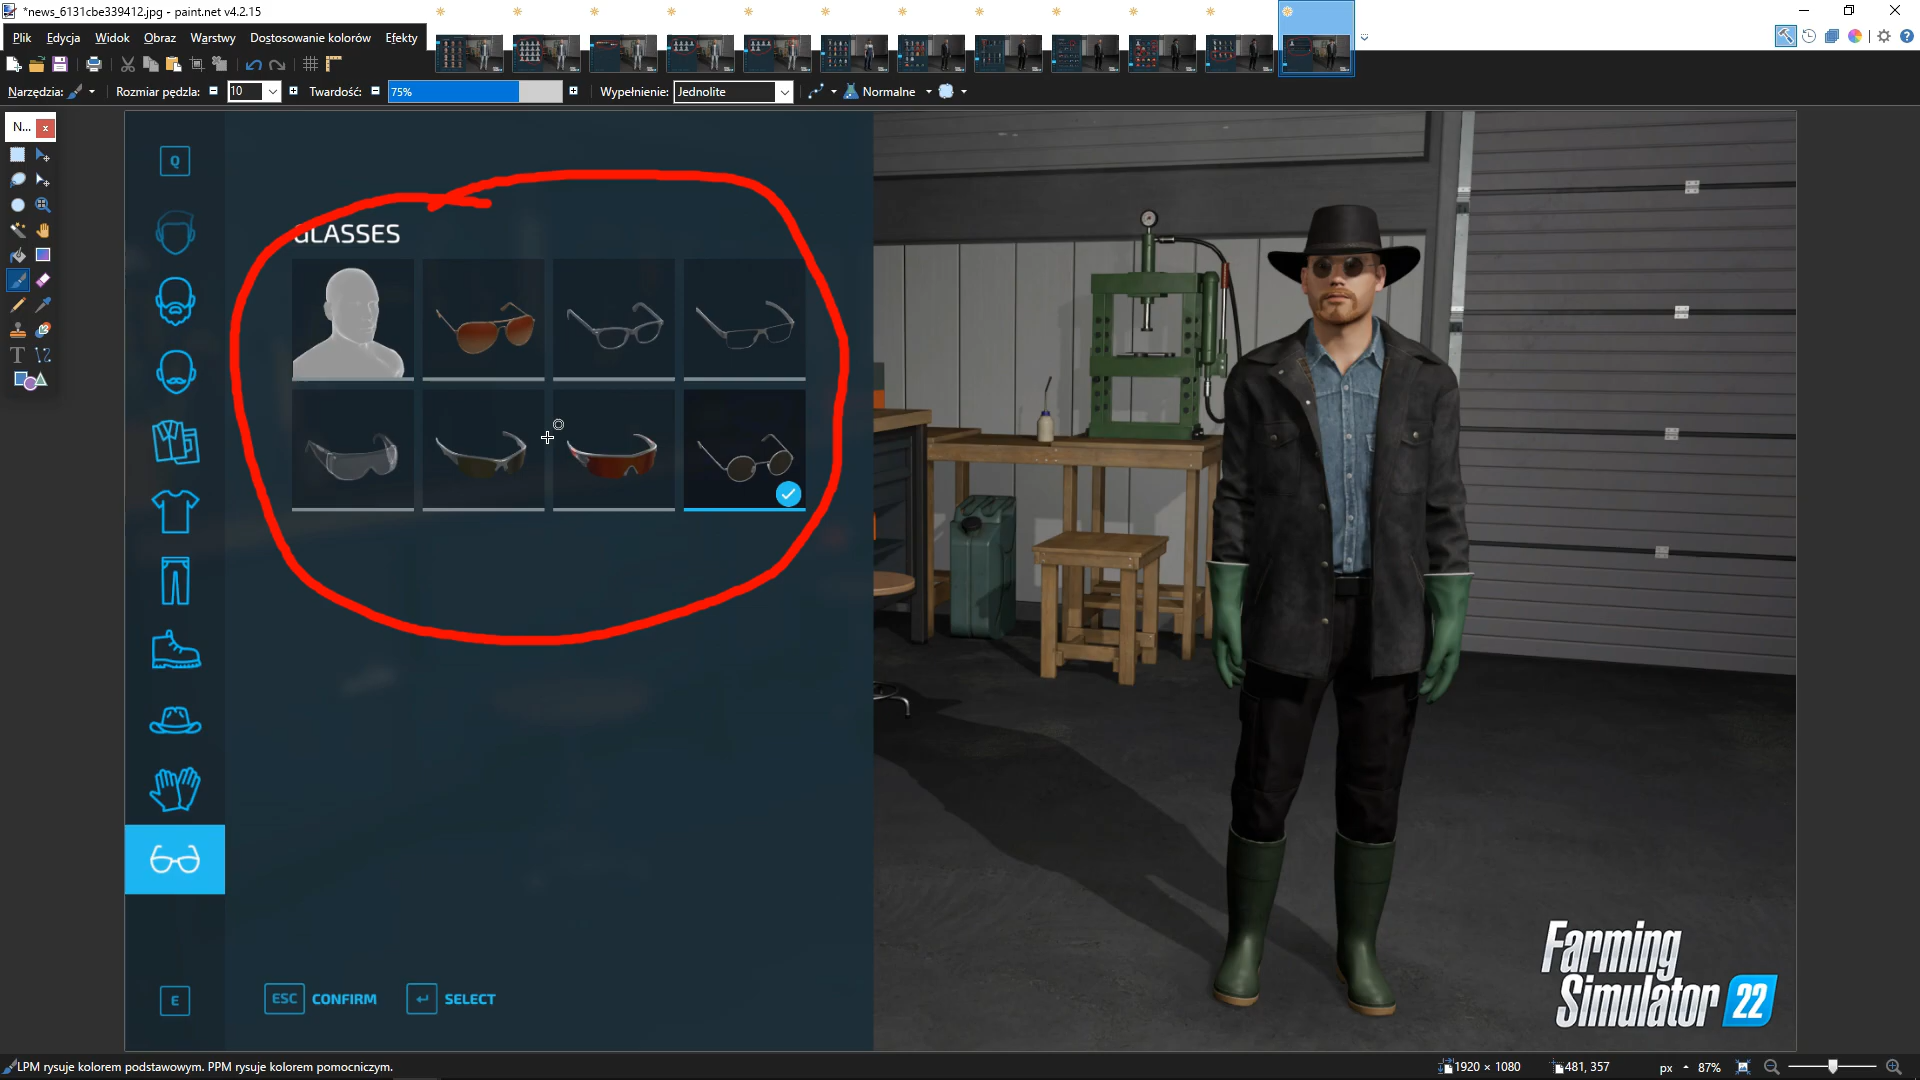 *news_6131cbe339412.jpg - paint.net v4.2.15
Plik Edycja Widok Obraz Warstwy Dostosowanie kolorów Efekty
Narzędzia: Rozmiar pędzla: 10 Twardość: 75% Wypełnienie: Jednolite Normalne
N... x
Q
GLASSES
E
ESC CONFIRM SELECT
Farming
Simulator 22
LPM rysuje kolorem podstawowym. PPM rysuje kolorem pomocniczym.
1920 × 1080 481, 357 px 87%